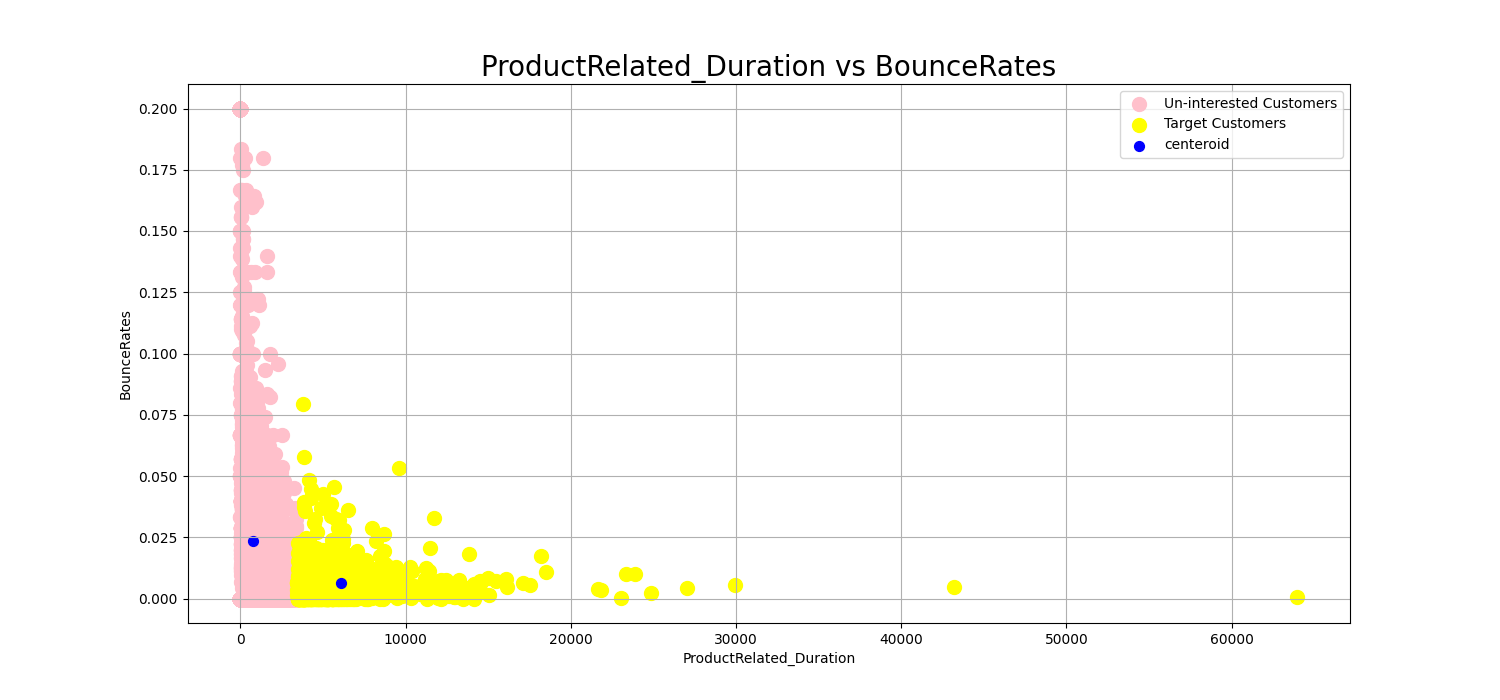 ProductRelated_Duration vs BounceRates
Un-interested Customers
Target Customers
centeroid
0.200
0.175
0.150
0.125
0.100
0.075
0.050
0.025
0.000
BounceRates
0 10000 20000 30000 40000 50000 60000
ProductRelated_Duration